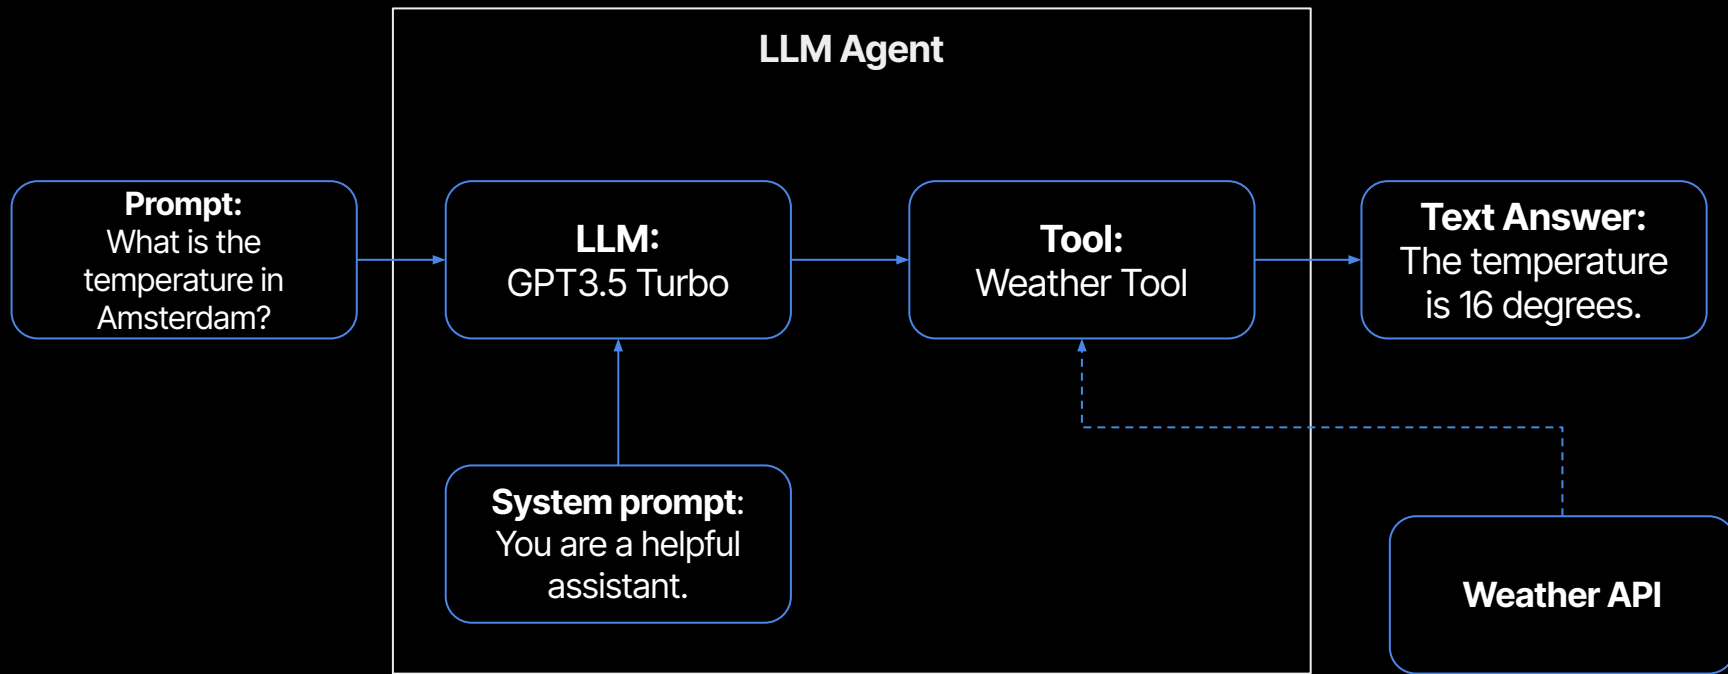 LLM Agent
Prompt:
What is the
temperature in
Amsterdam?
LLM:
GPT3.5 Turbo
Tool:
Weather Tool
Text Answer:
The temperature
is 16 degrees.
System prompt:
You are a helpful
assistant.
Weather API